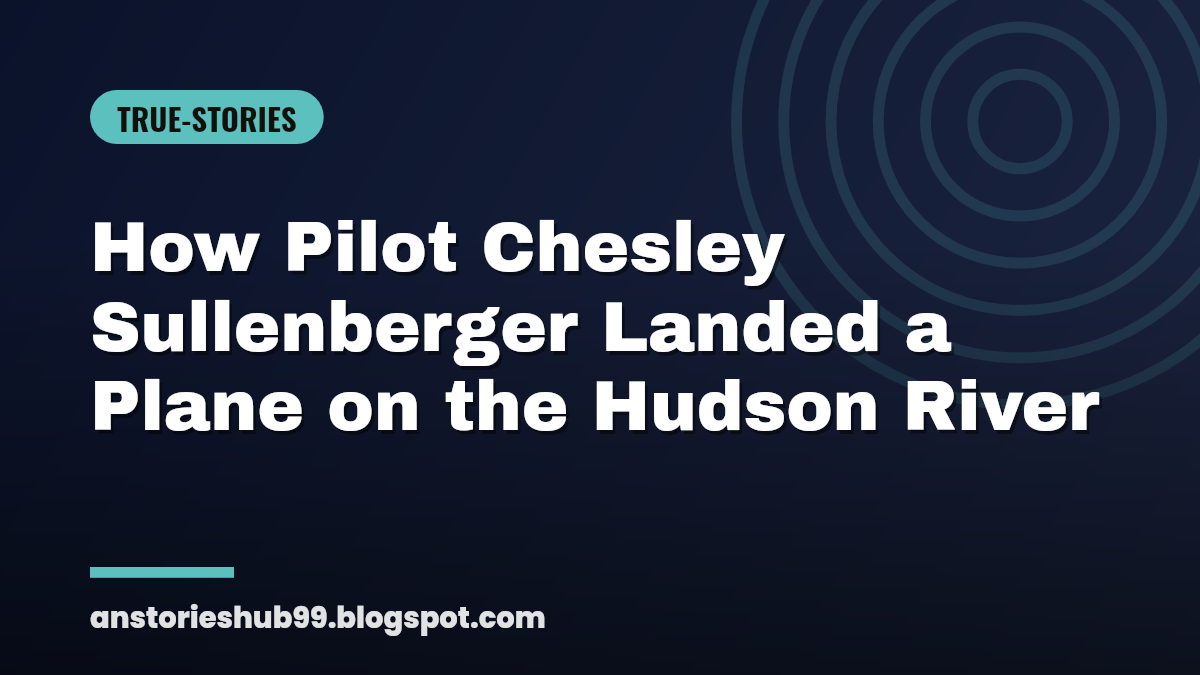 TRUE-STORIES
How Pilot Chesley
Sullenberger Landed a
Plane on the Hudson River
anstorieshub99.blogspot.com